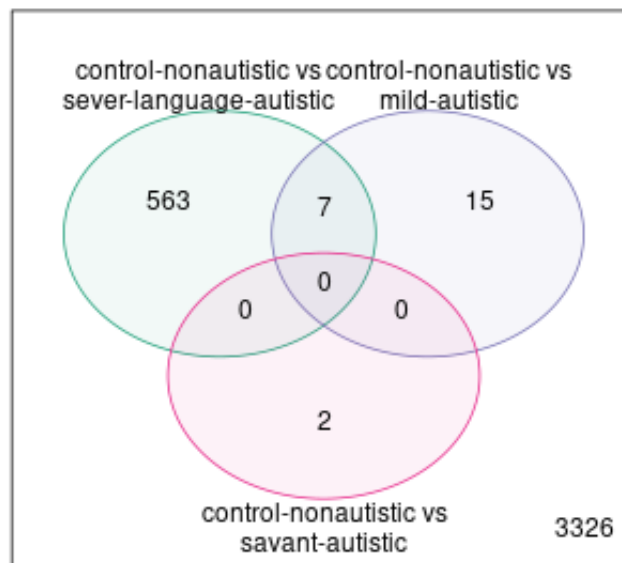 control-nonautistic vs control-nonautistic vs
sever-language-autistic mild-autistic
563 7 15
0
0 0
2
control-nonautistic vs
savant-autistic
3326